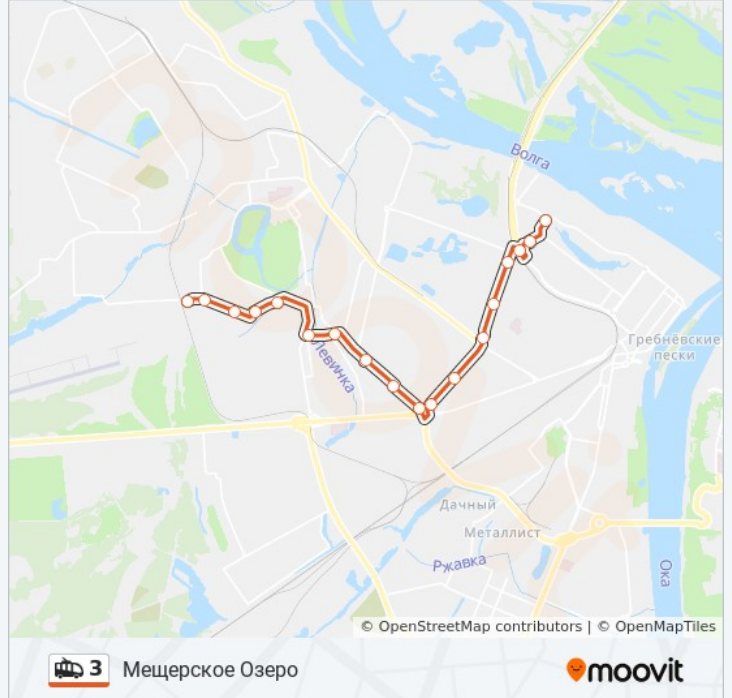 Волга
Гребнёвские
пески
Левинка
Дачный
Металлист
Ржавка
Ока
© OpenStreetMap contributors | © OpenMapTiles
3 Мещерское Озеро
moovit